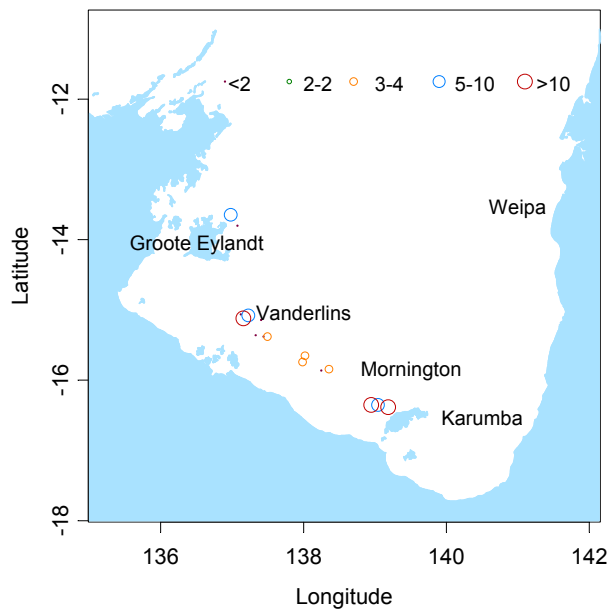 <2 2-2 3-4 5-10 >10
-12
Weipa
-14
Groote Eylandt
Latitude
Vanderlins
Mornington
-16
Karumba
-18
136 138 140 142
Longitude